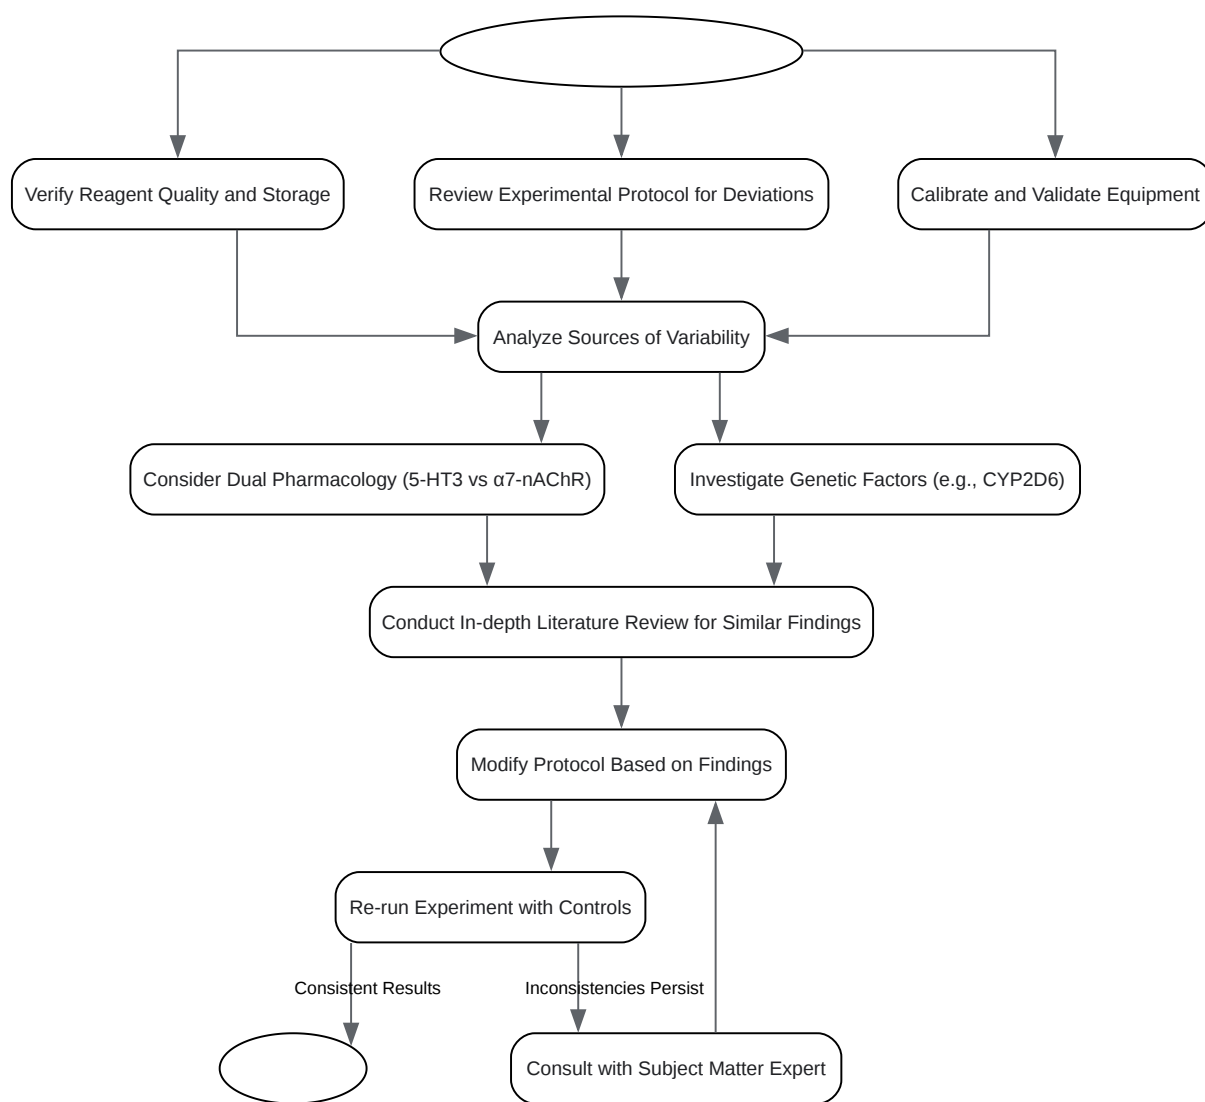 Verify Reagent Quality and Storage
Review Experimental Protocol for Deviations
Calibrate and Validate Equipment
Analyze Sources of Variability
Consider Dual Pharmacology (5-HT3 vs α7-nAChR)
Investigate Genetic Factors (e.g., CYP2D6)
Conduct In-depth Literature Review for Similar Findings
Modify Protocol Based on Findings
Re-run Experiment with Controls
Consistent Results
Inconsistencies Persist
Consult with Subject Matter Expert